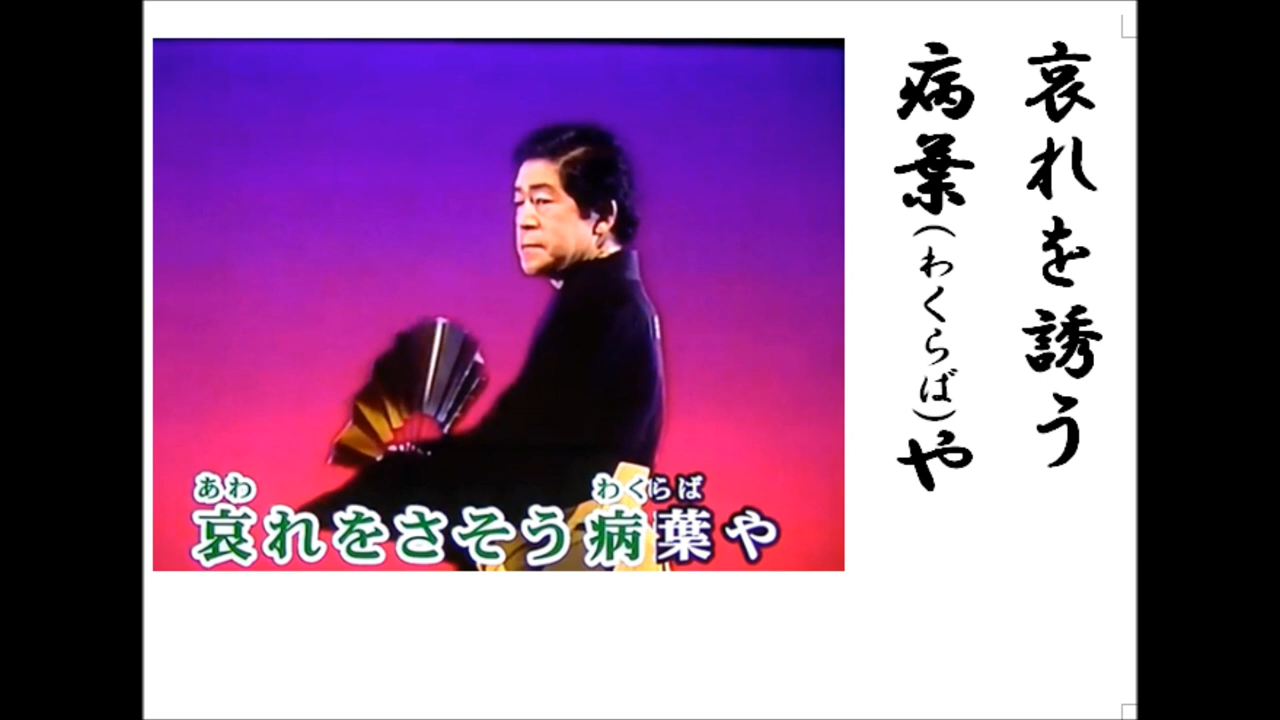 哀れを誘う
病葉(わくらば)や
あわ わくらば
哀れをさそう病葉や